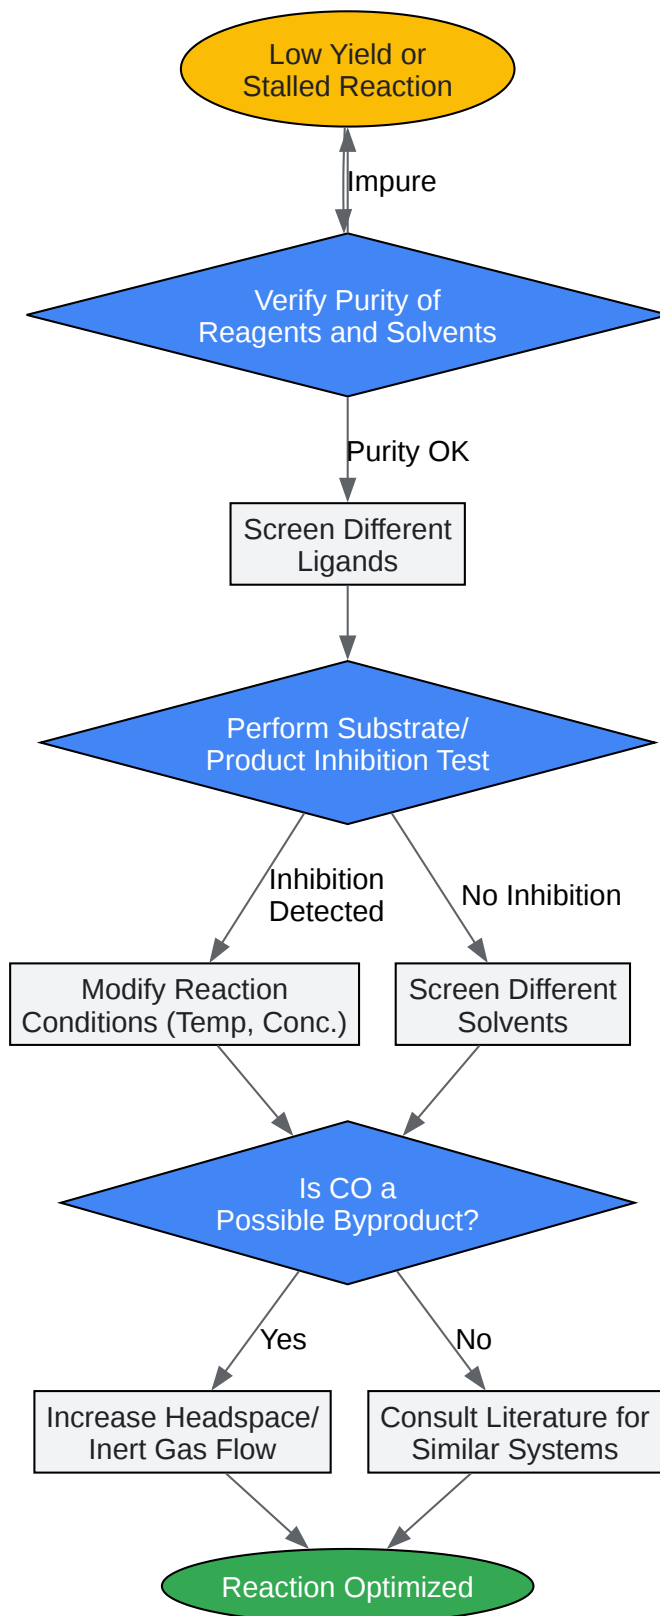 Low Yield or
Stalled Reaction
Impure
Verify Purity of
Reagents and Solvents
Purity OK
Screen Different
Ligands
Perform Substrate/
Product Inhibition Test
Inhibition
Detected
No Inhibition
Modify Reaction
Conditions (Temp, Conc.)
Screen Different
Solvents
Is CO a
Possible Byproduct?
Yes
No
Increase Headspace/
Inert Gas Flow
Consult Literature for
Similar Systems
Reaction Optimized